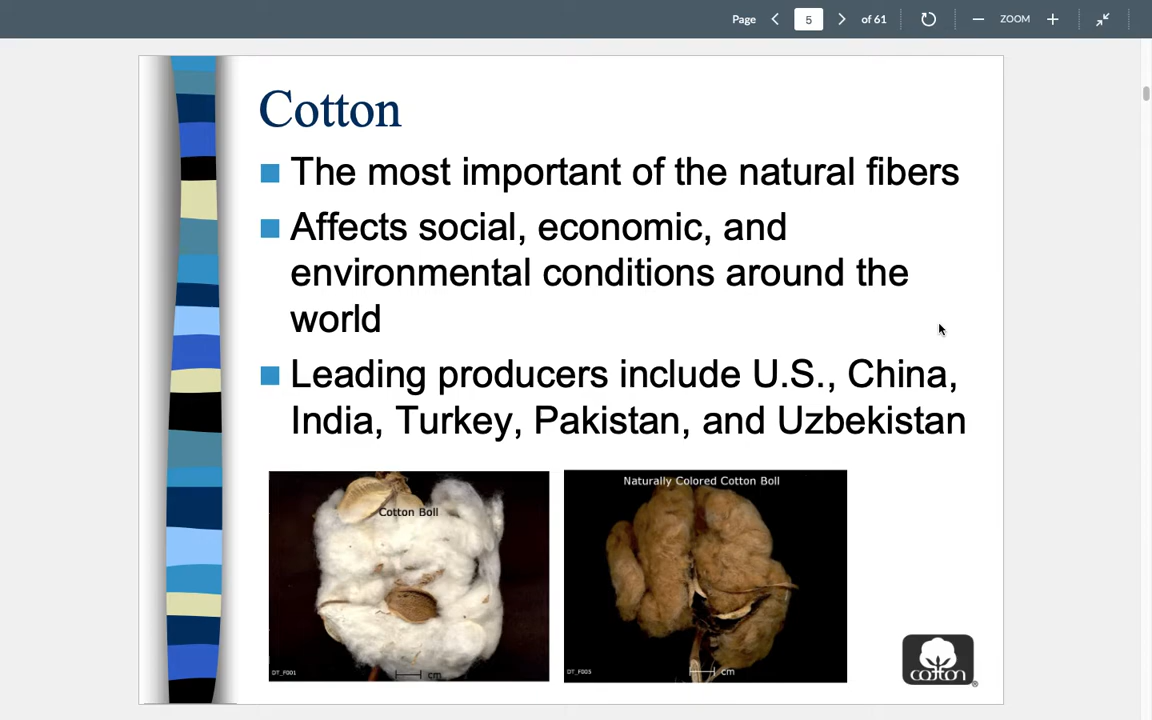 Page
5
of 61
ZOOM
Cotton
The most important of the natural fibers
Affects social, economic, and
environmental conditions around the
world
Leading producers include U.S., China,
India, Turkey, Pakistan, and Uzbekistan
Cotton Boll
DT_F001
cm
Naturally Colored Cotton Boll
DT_F005
cm
cotton
®